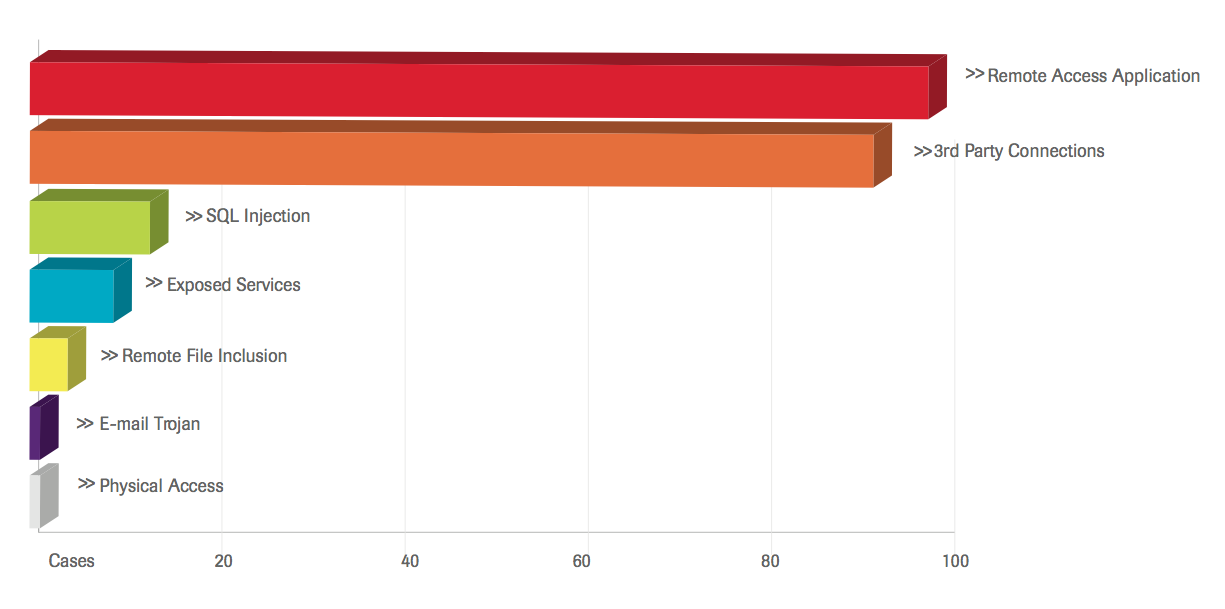 >> Remote Access Application
>>3rd Party Connections
>> SQL Injection
>> Exposed Services
>> Remote File Inclusion
>> E-mail Trojan
>> Physical Access
Cases 20 40 60 80 100